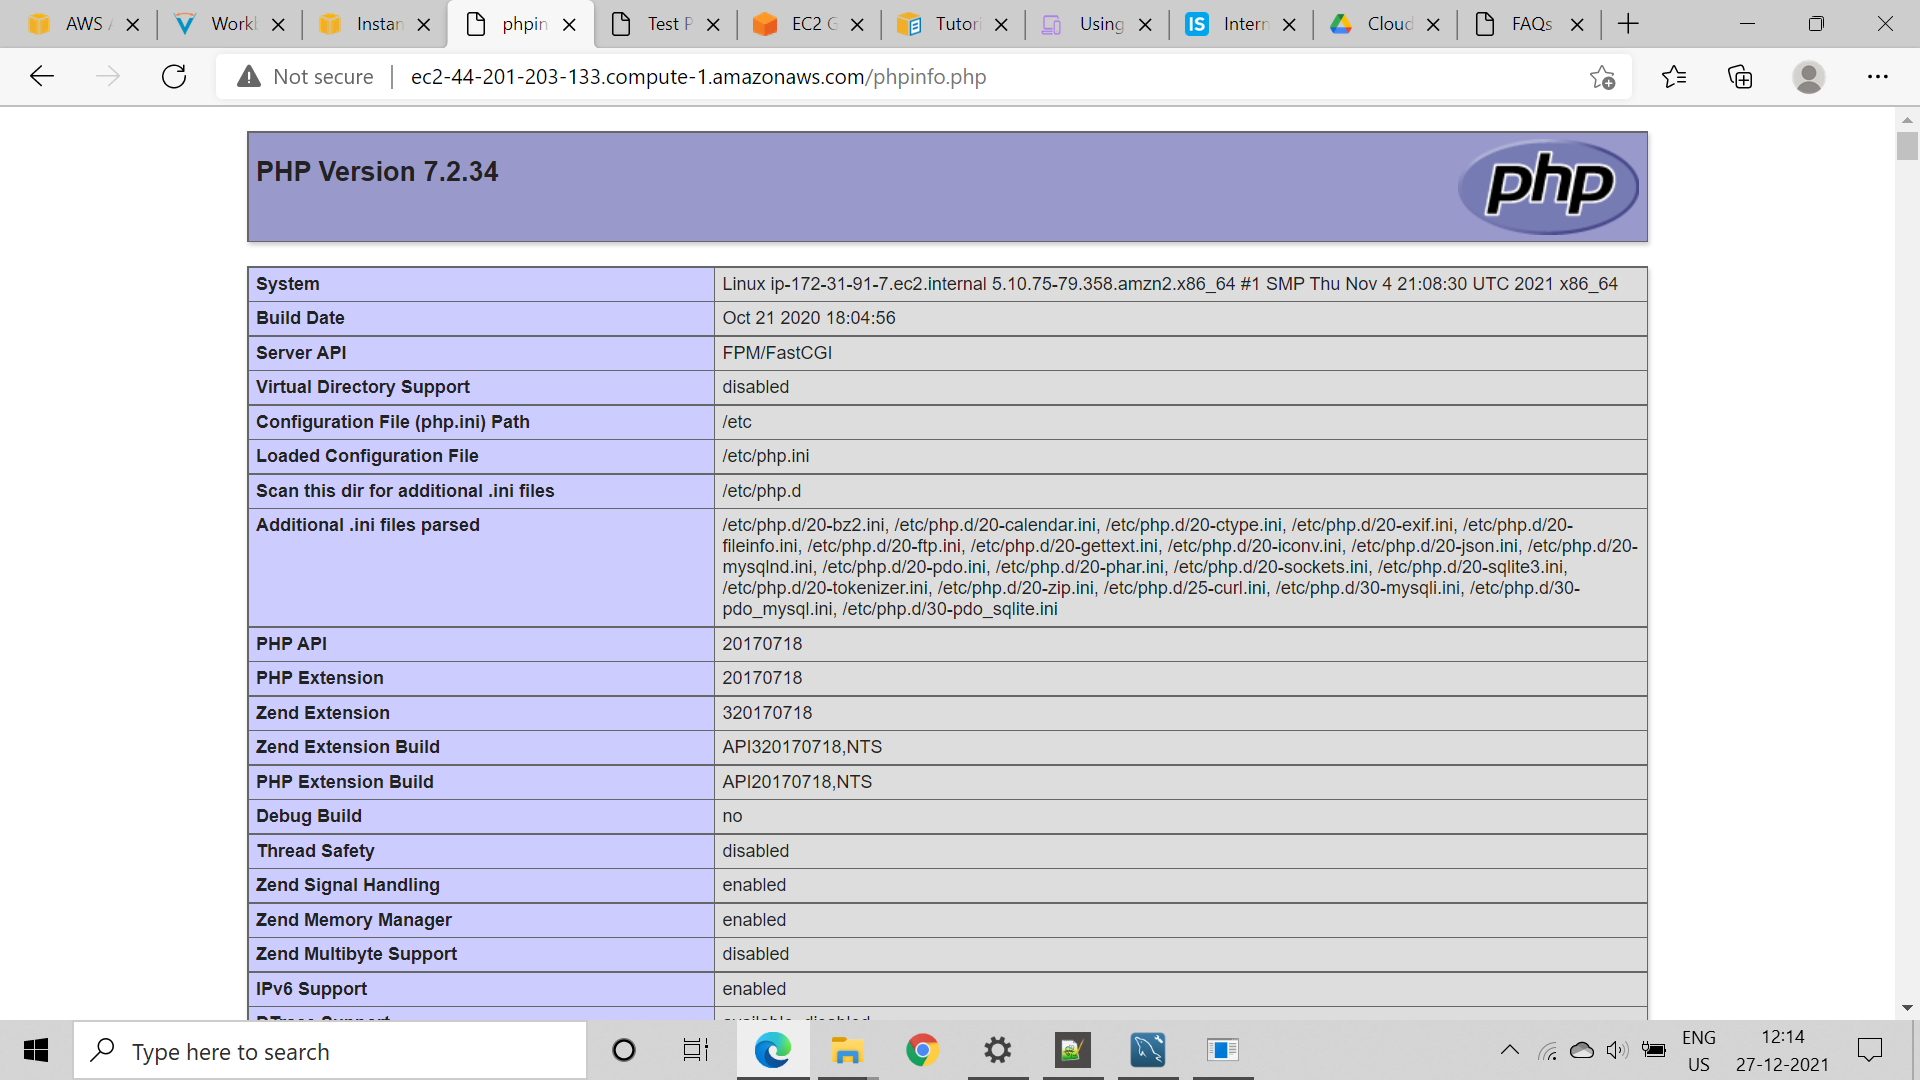 AWS A
Work
Instan
phpin
Test P
EC2 G
Tutori
Using
IS Intern
Cloud
FAQs
Not secure ec2-44-201-203-133.compute-1.amazonaws.com/phpinfo.php
PHP Version 7.2.34
php
System Linux ip-172-31-91-7.ec2.internal 5.10.75-79.358.amzn2.x86_64 #1 SMP Thu Nov 4 21:08:30 UTC 2021 x86_64
Build Date Oct 21 2020 18:04:56
Server API FPM/FastCGI
Virtual Directory Support disabled
Configuration File (php.ini) Path /etc
Loaded Configuration File /etc/php.ini
Scan this dir for additional .ini files /etc/php.d
Additional .ini files parsed /etc/php.d/20-bz2.ini, /etc/php.d/20-calendar.ini, /etc/php.d/20-ctype.ini, /etc/php.d/20-exif.ini, /etc/php.d/20-
fileinfo.ini, /etc/php.d/20-ftp.ini, /etc/php.d/20-gettext.ini, /etc/php.d/20-iconv.ini, /etc/php.d/20-json.ini, /etc/php.d/20-
mysqlnd.ini, /etc/php.d/20-pdo.ini, /etc/php.d/20-phar.ini, /etc/php.d/20-sockets.ini, /etc/php.d/20-sqlite3.ini,
/etc/php.d/20-tokenizer.ini, /etc/php.d/20-zip.ini, /etc/php.d/25-curl.ini, /etc/php.d/30-mysqli.ini, /etc/php.d/30-
pdo_mysql.ini, /etc/php.d/30-pdo_sqlite.ini
PHP API 20170718
PHP Extension 20170718
Zend Extension 320170718
Zend Extension Build API320170718,NTS
PHP Extension Build API20170718,NTS
Debug Build no
Thread Safety disabled
Zend Signal Handling enabled
Zend Memory Manager enabled
Zend Multibyte Support disabled
IPv6 Support enabled
Type here to search
ENG
US
12:14
27-12-2021